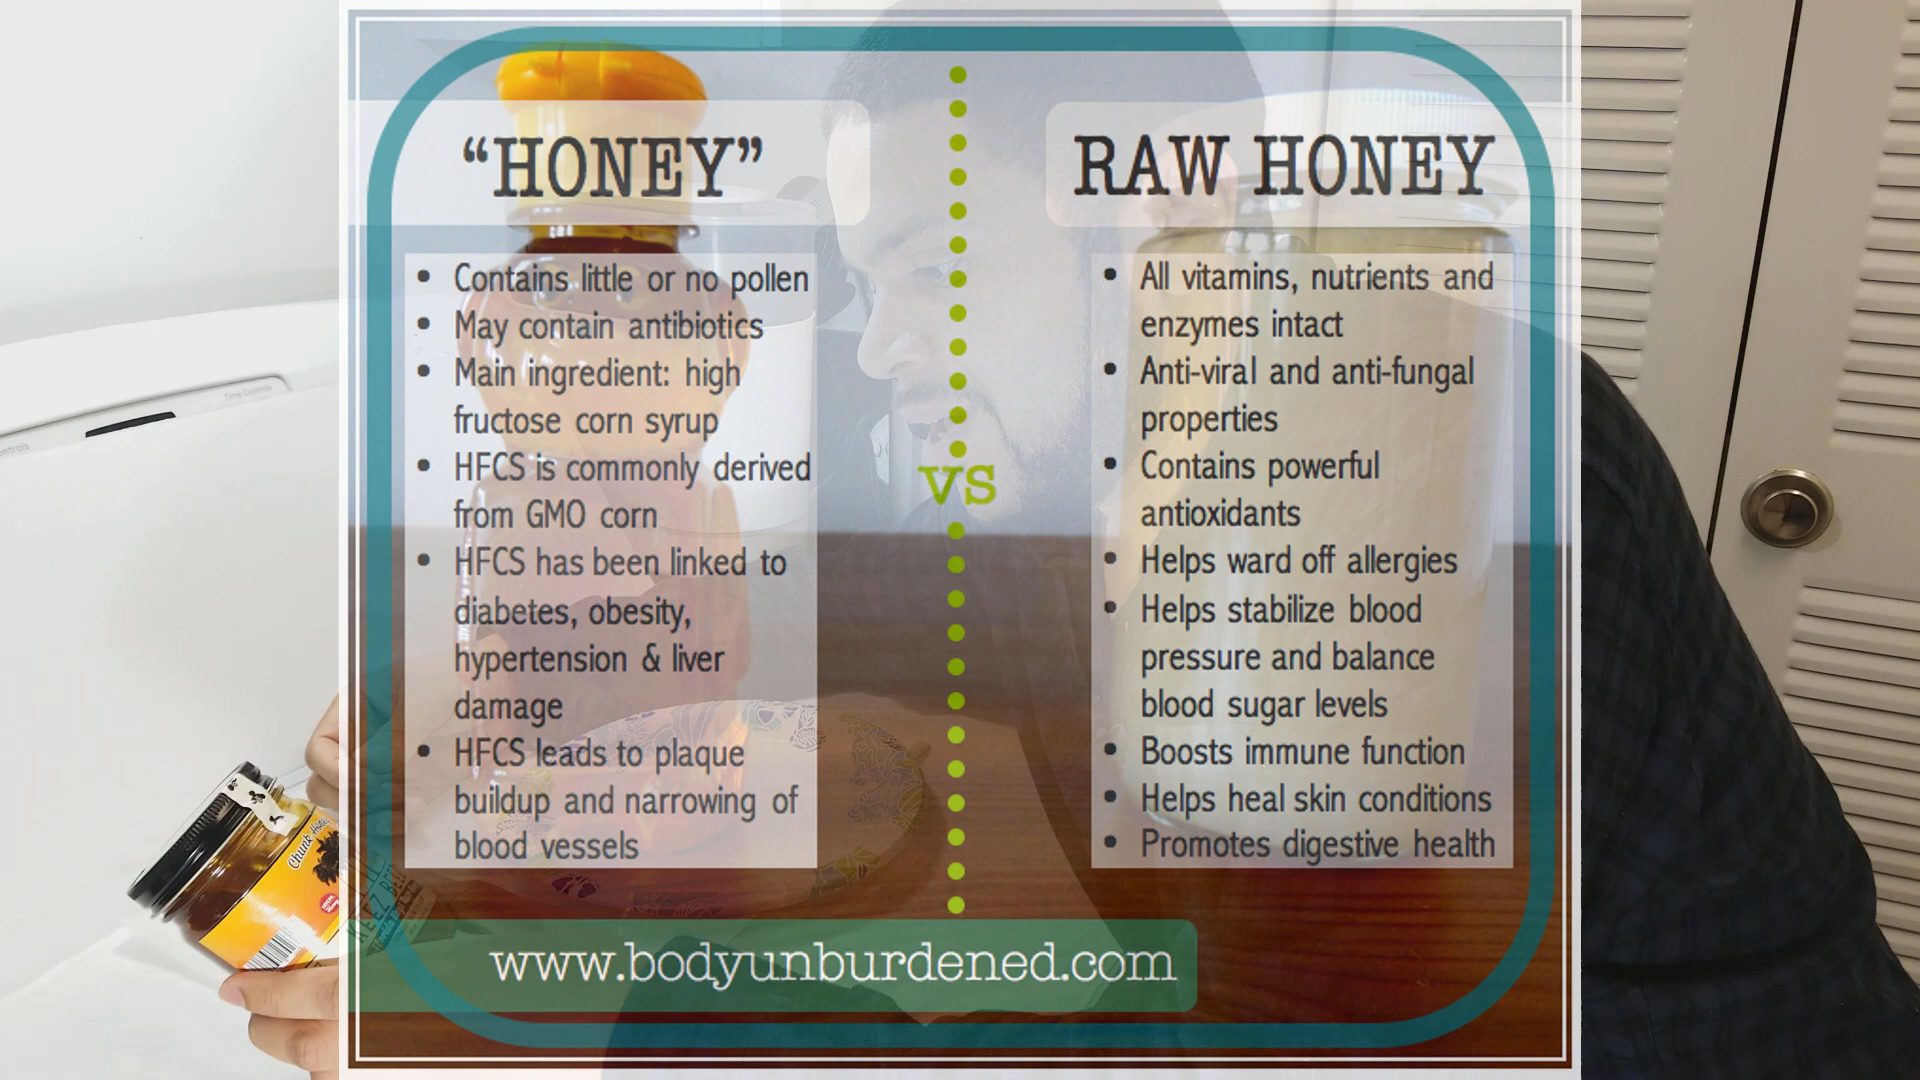 “HONEY”
• Contains little or no pollen
• May contain antibiotics
• Main ingredient: high
fructose corn syrup
• HFCS is commonly derived
from GMO corn
• HFCS has been linked to
diabetes, obesity,
hypertension & liver
damage
• HFCS leads to plaque
buildup and narrowing of
blood vessels
vs
RAW HONEY
• All vitamins, nutrients and
enzymes intact
• Anti-viral and anti-fungal
properties
• Contains powerful
antioxidants
• Helps ward off allergies
• Helps stabilize blood
pressure and balance
blood sugar levels
• Boosts immune function
• Helps heal skin conditions
• Promotes digestive health
www.bodyunburdened.com
Time Controls
Chunk